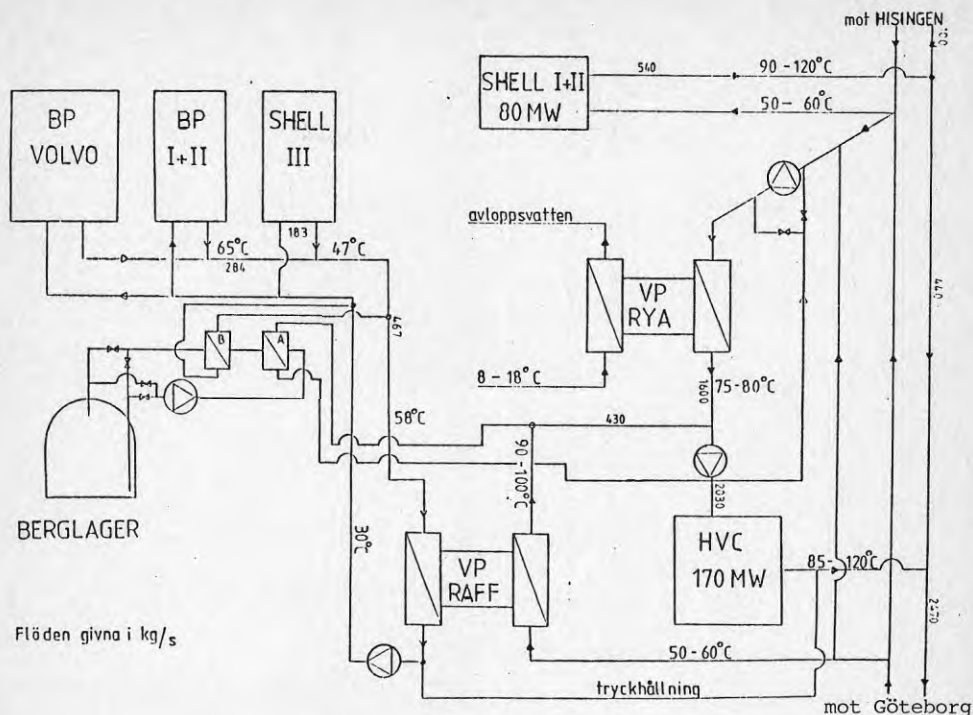 mot HISINGEN
SHELL I+II
80 MW
540
90-120°C
50-60°C
BP
VOLVO
BP
I+II
SHELL
III
183
65°C
284
47°C
467
avloppsvatten
VP
RYA
8-18°C
1600
75-80°C
B
A
58°C
430
90-100°C
2030
BERGLAGER
30°C
VP
RAFF
HVC
170 MW
85-120°C
2470
Flöden givna i kg/s
50-60°C
tryckhållning
mot Göteborg